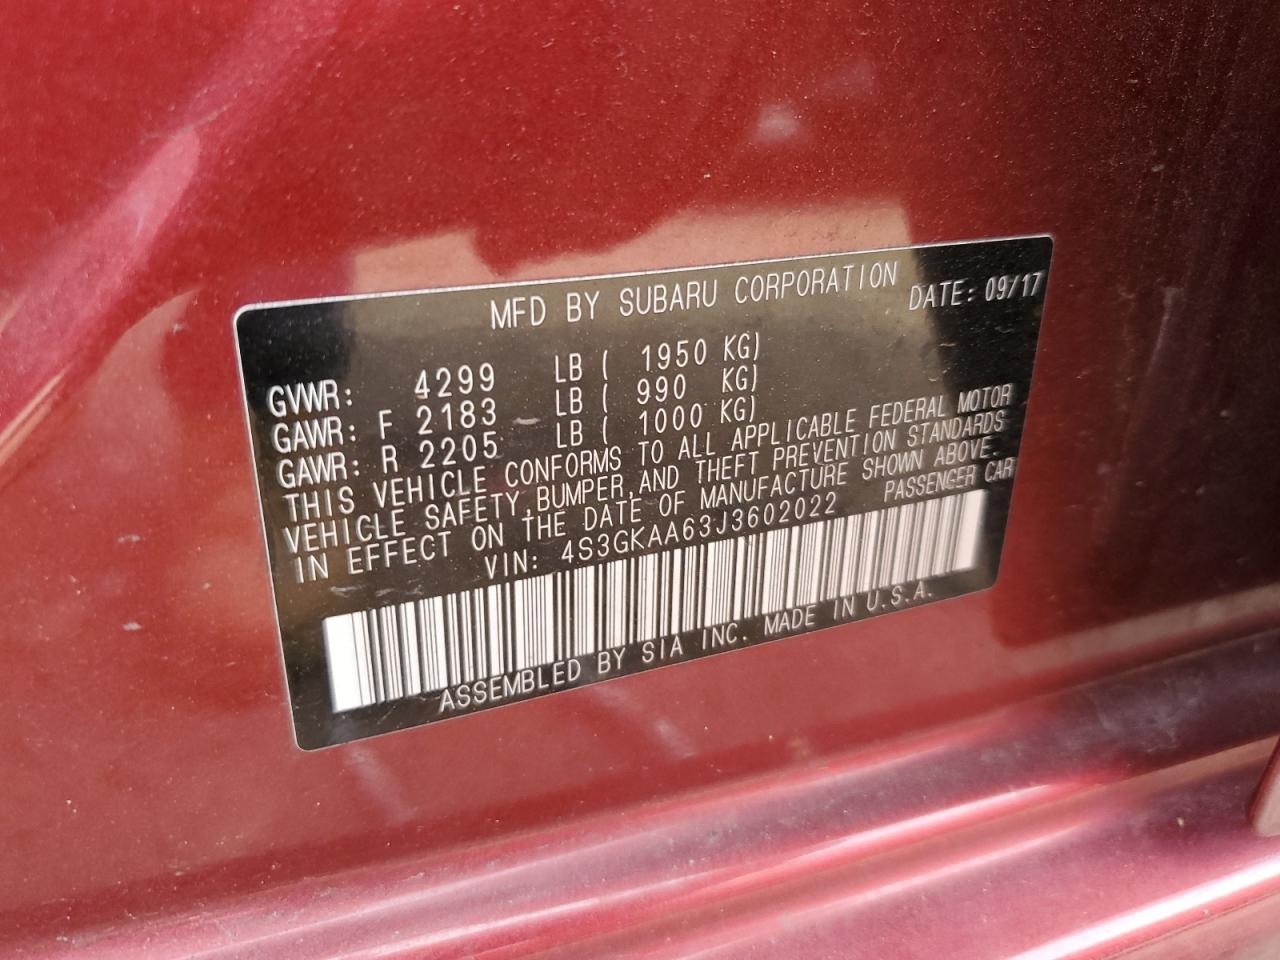 MFD BY SUBARU CORPORATION DATE: 09/17
GVWR: 4299 LB ( 1950 KG)
GAWR: F 2183 LB ( 990 KG)
GAWR: R 2205 LB ( 1000 KG)
THIS VEHICLE CONFORMS TO ALL APPLICABLE FEDERAL MOTOR
VEHICLE SAFETY, BUMPER, AND THEFT PREVENTION STANDARDS
IN EFFECT ON THE DATE OF MANUFACTURE SHOWN ABOVE.
VIN: 4S3GKAA63J3602022 PASSENGER CAR
ASSEMBLED BY SIA INC. MADE IN U.S.A.